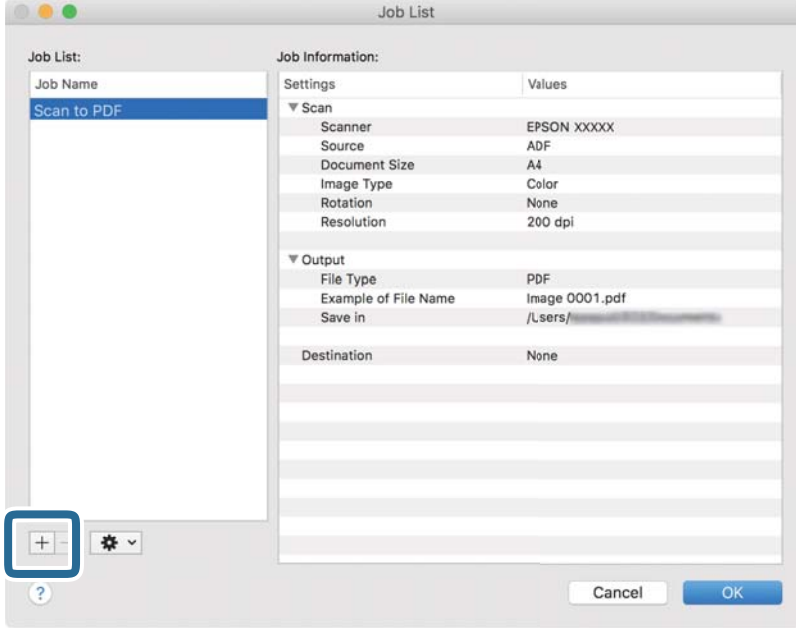 Job List
Job List:
Job Information:
Job Name
Scan to PDF
Settings Values
Scan
Scanner EPSON XXXXX
Source ADF
Document Size A4
Image Type Color
Rotation None
Resolution 200 dpi
Output
File Type PDF
Example of File Name Image 0001.pdf
Save in /Users/
Destination None
+ -
?
Cancel OK